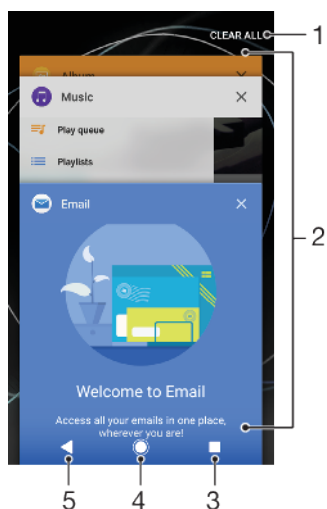 CLEAR ALL
1
Album
Music
2
Play queue
Playlists
Email
Welcome to Email
Access all your emails in one place,
wherever you are!
5
4
3